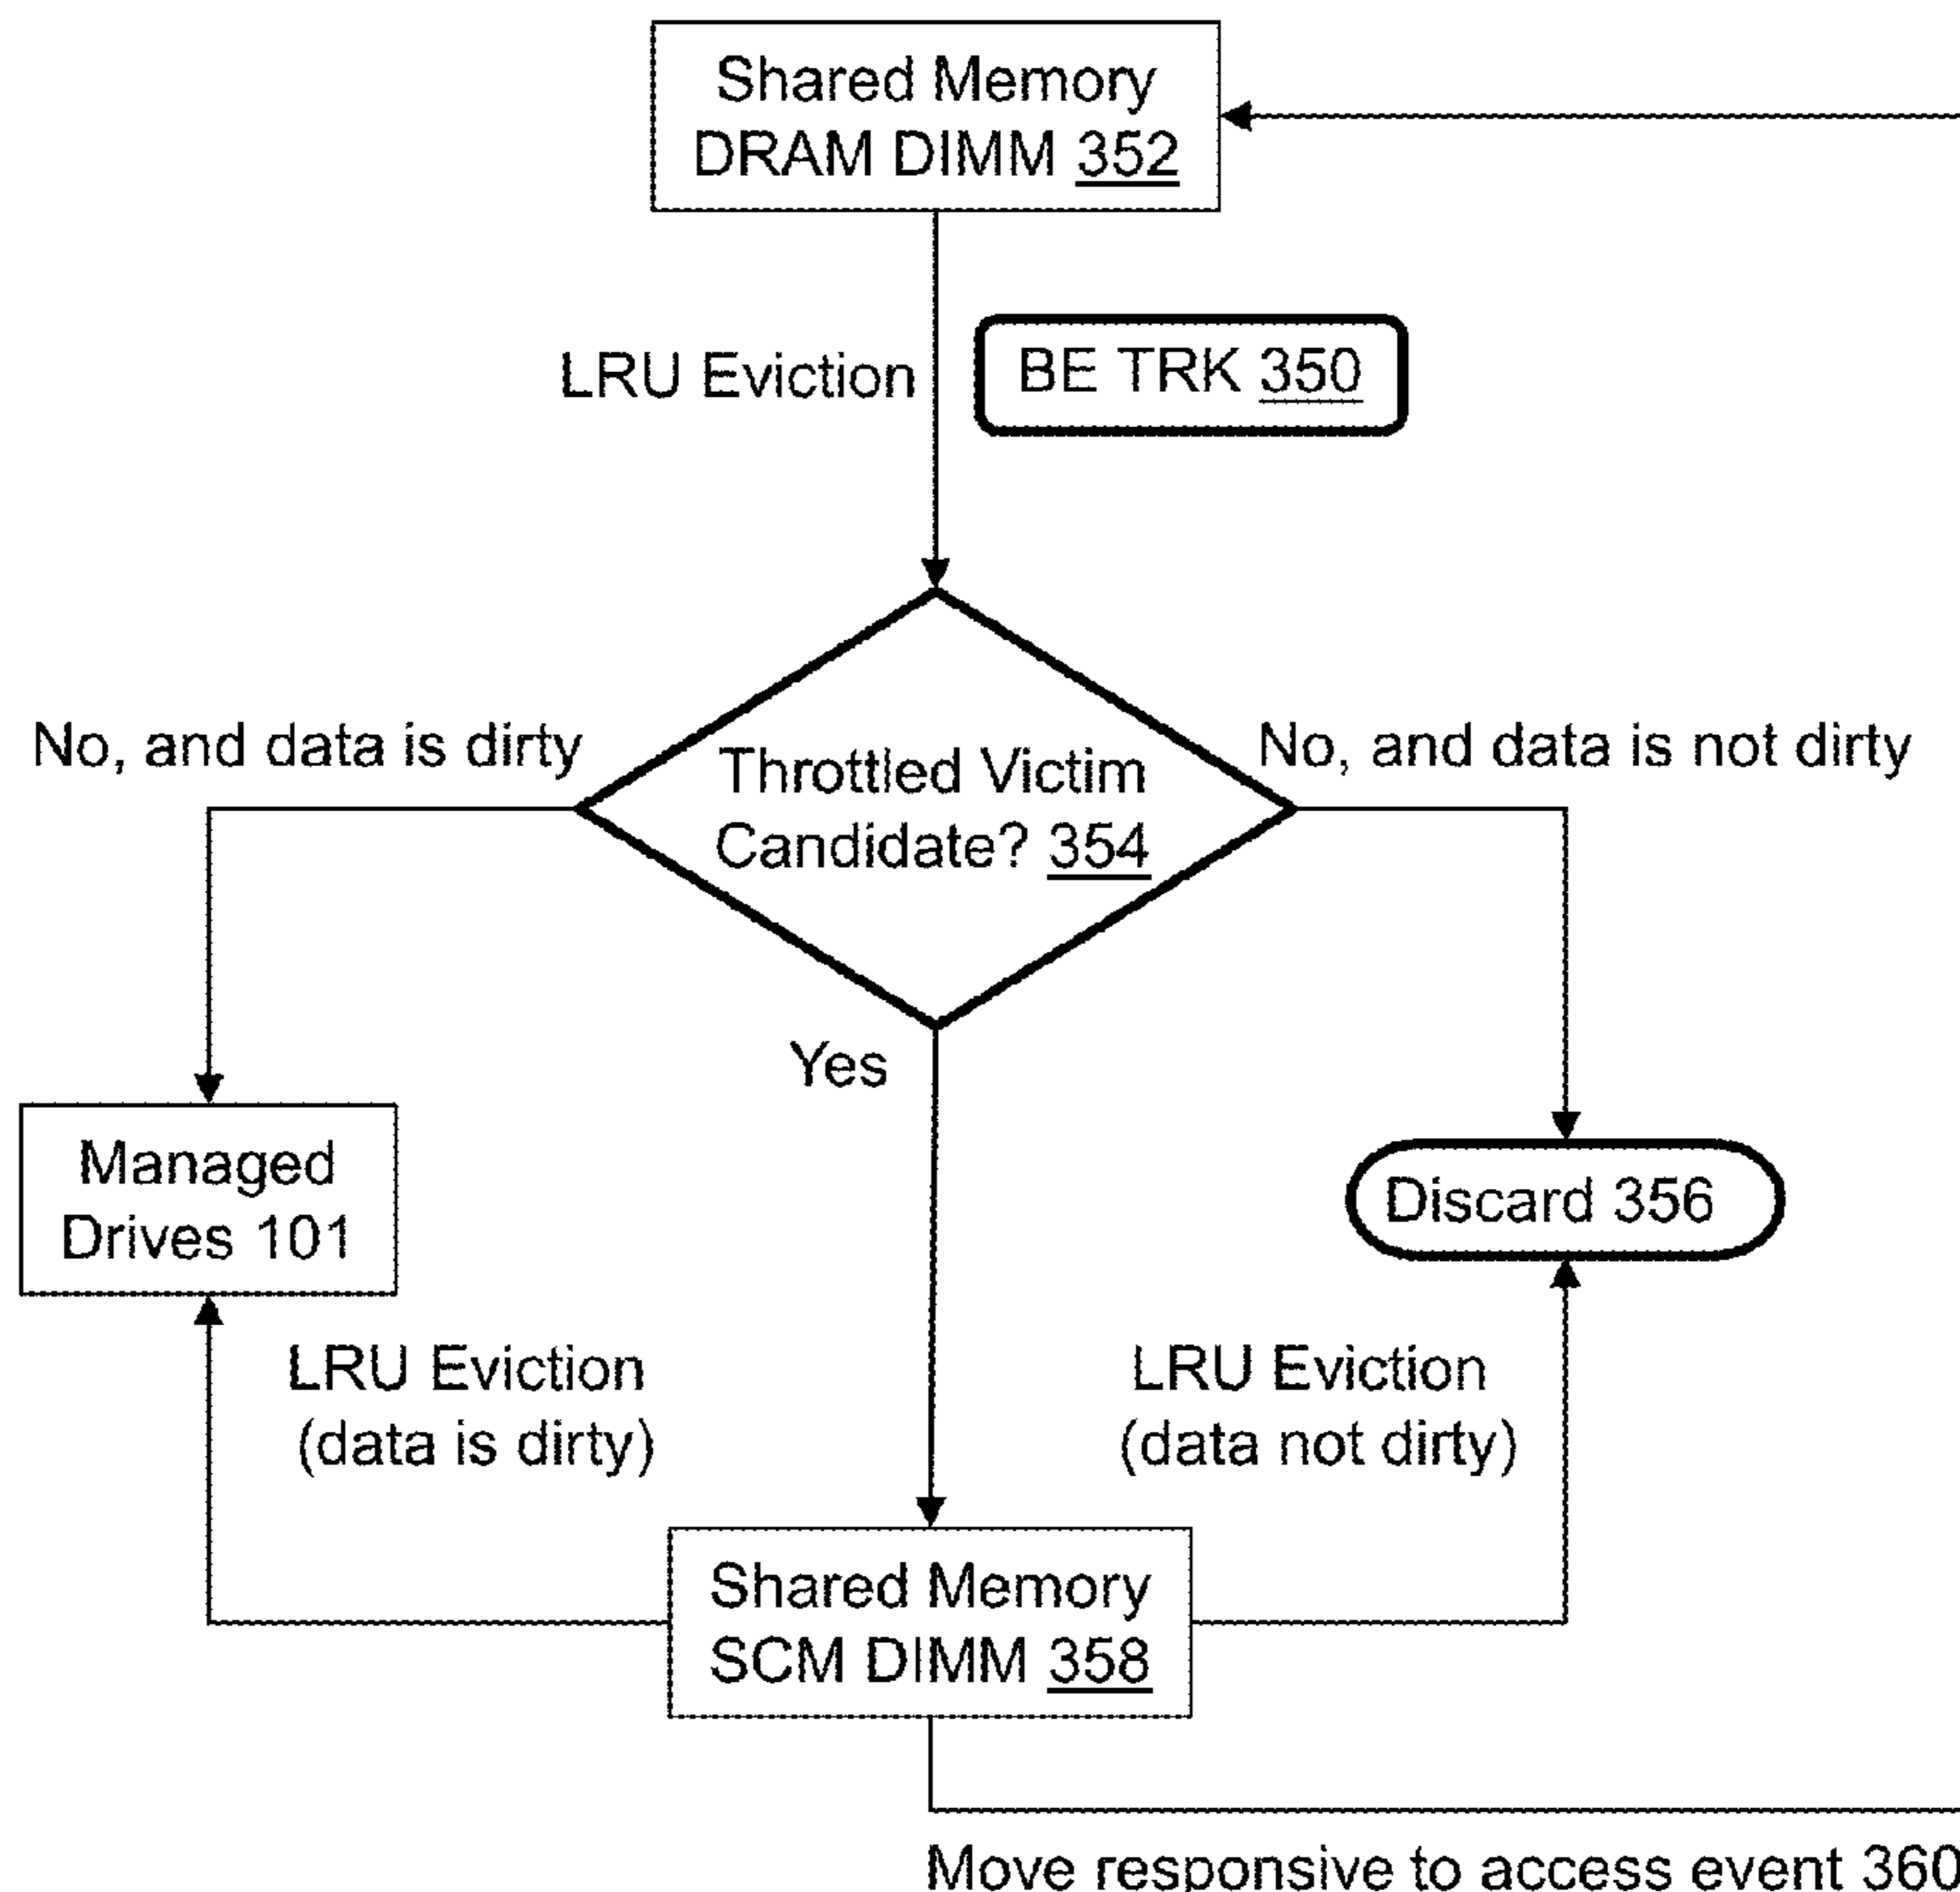 Shared Memory
DRAM DIMM 352
LRU Eviction
BE TRK 350
No, and data is dirty
No, and data is not dirty
Throttled Victim
Candidate? 354
Yes
Managed
Drives 101
Discard 356
LRU Eviction
(data is dirty)
LRU Eviction
(data not dirty)
Shared Memory
SCM DIMM 358
Move responsive to access event 360